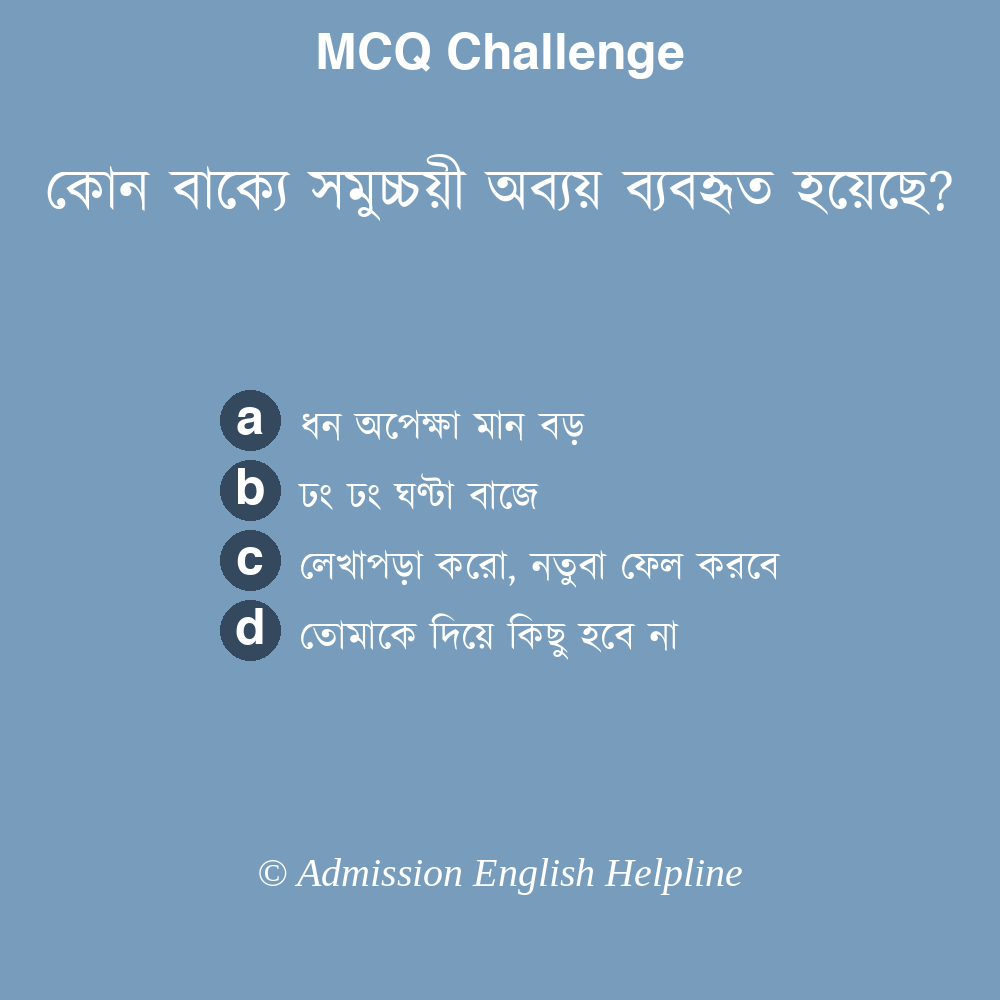 MCQ Challenge
কোন বাক্যে সমুচ্চয়ী অব্যয় ব্যবহৃত হয়েছে?
a ধন অপেক্ষা মান বড়
b ঢং ঢং ঘণ্টা বাজে
c লেখাপড়া করো, নতুবা ফেল করবে
d তোমাকে দিয়ে কিছু হবে না
© Admission English Helpline